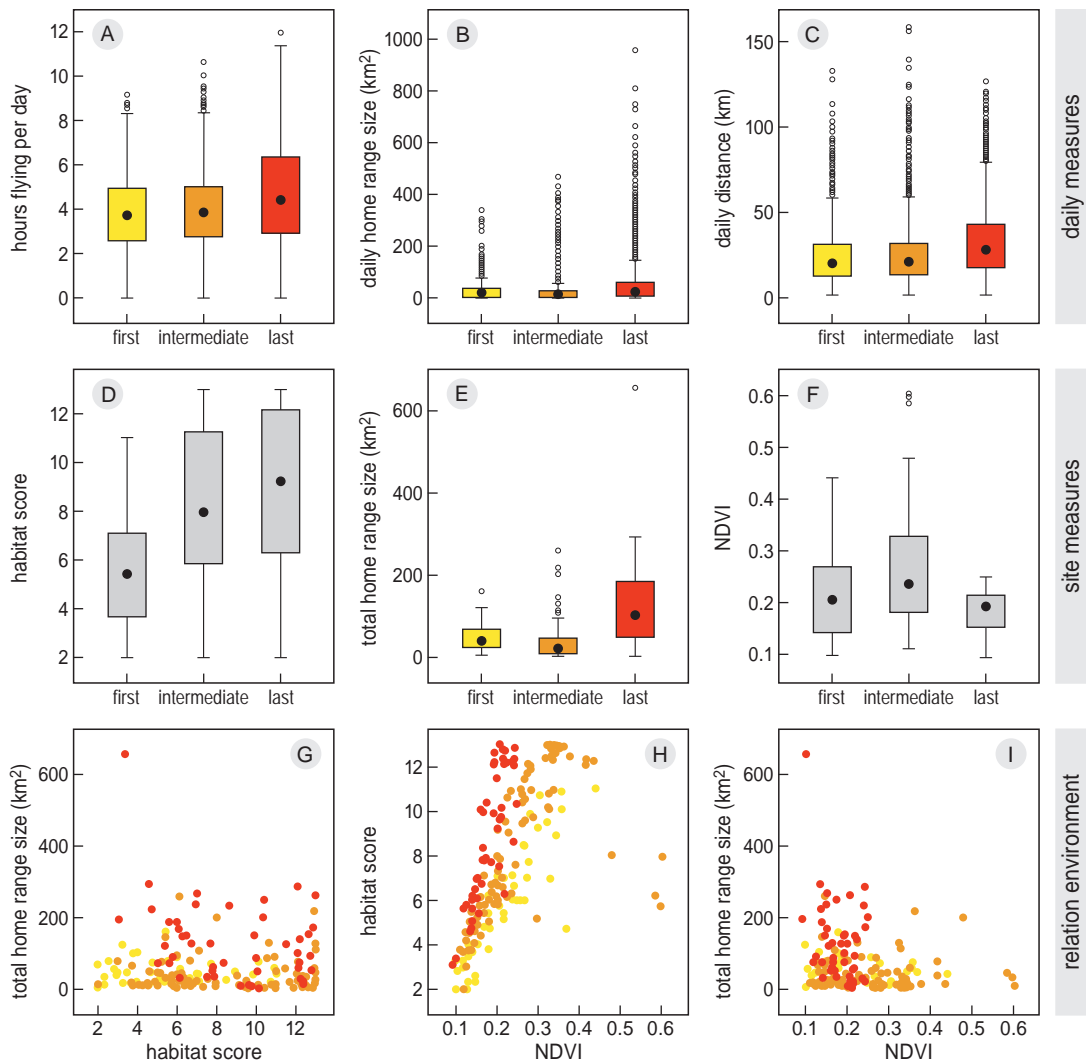 A
hours flying per day
12
10
8
6
4
2
0
first intermediate last
B
daily home range size (km²)
1000
800
600
400
200
0
first intermediate last
C
daily distance (km)
150
100
50
0
first intermediate last
daily measures
D
habitat score
12
10
8
6
4
2
first intermediate last
E
total home range size (km²)
600
400
200
0
first intermediate last
F
NDVI
0.6
0.5
0.4
0.3
0.2
0.1
first intermediate last
site measures
G
total home range size (km²)
600
400
200
0
2 4 6 8 10 12
habitat score
H
habitat score
12
10
8
6
4
2
0.1 0.2 0.3 0.4 0.5 0.6
NDVI
I
total home range size (km²)
600
400
200
0
0.1 0.2 0.3 0.4 0.5 0.6
NDVI
relation environment